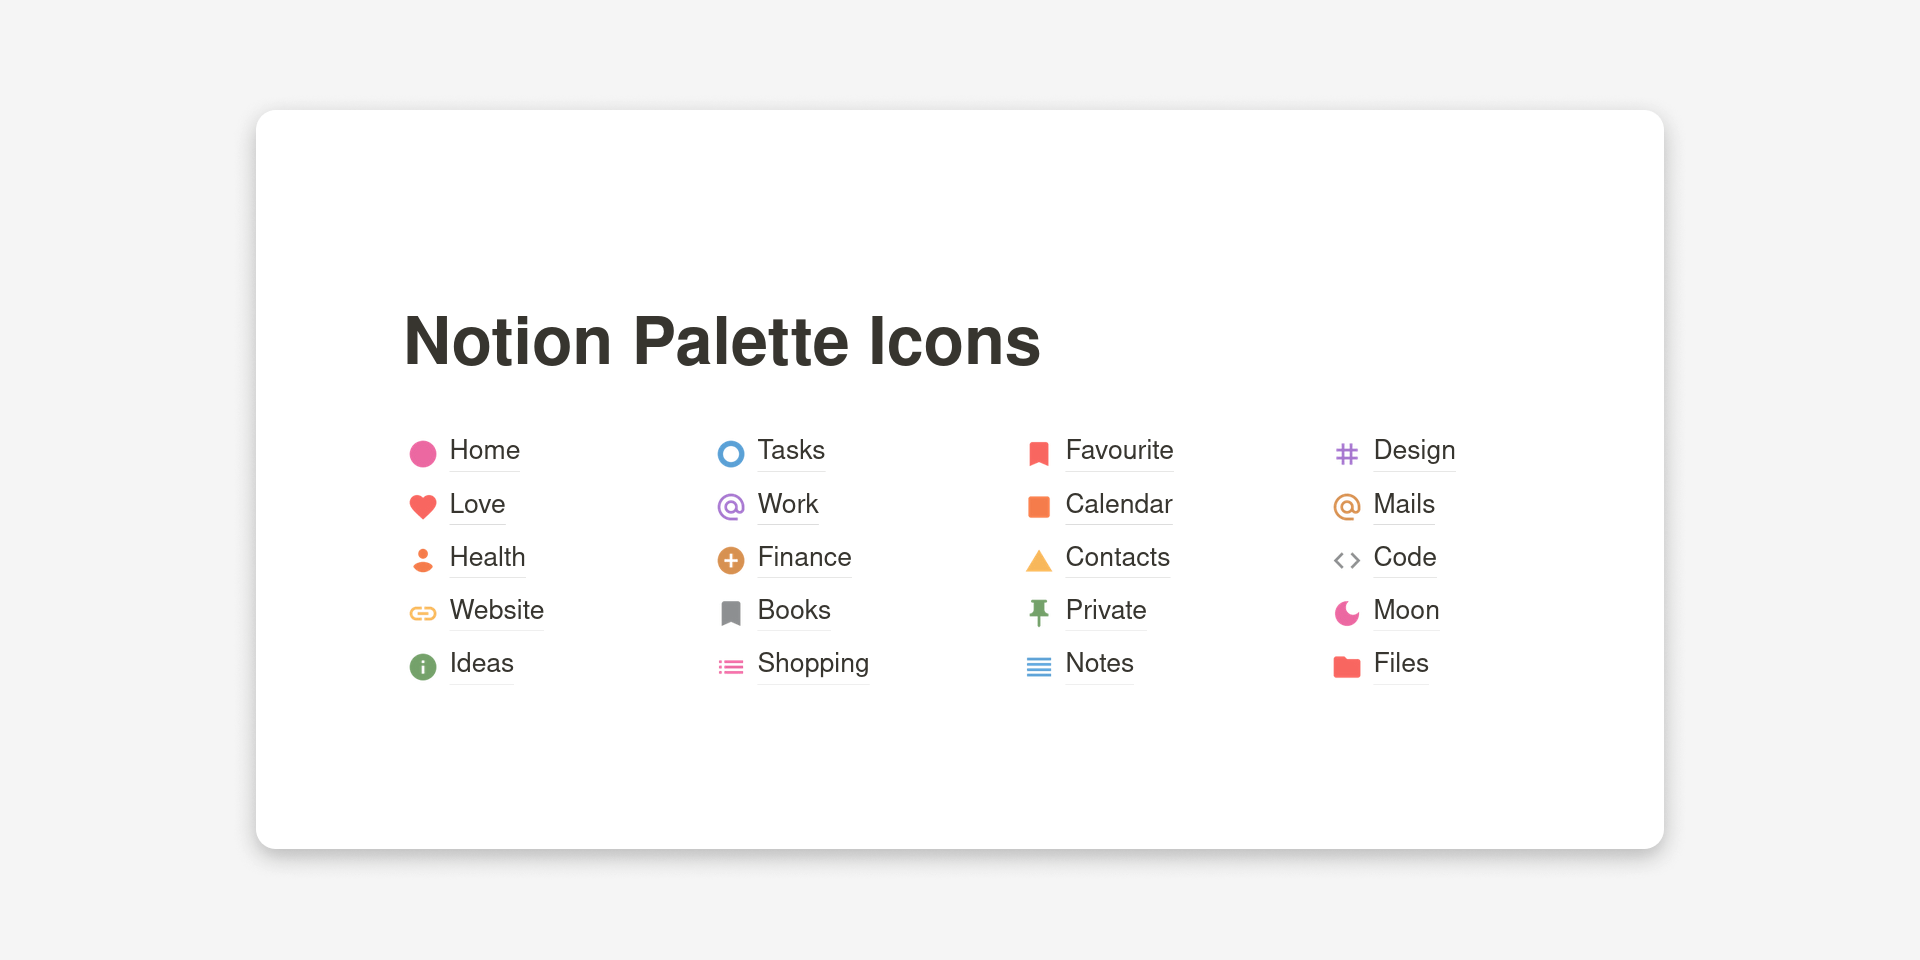 Notion Palette Icons
Home
Love
Health
Website
Ideas
Tasks
Work
Finance
Books
Shopping
Favourite
Calendar
Contacts
Private
Notes
Design
Mails
Code
Moon
Files